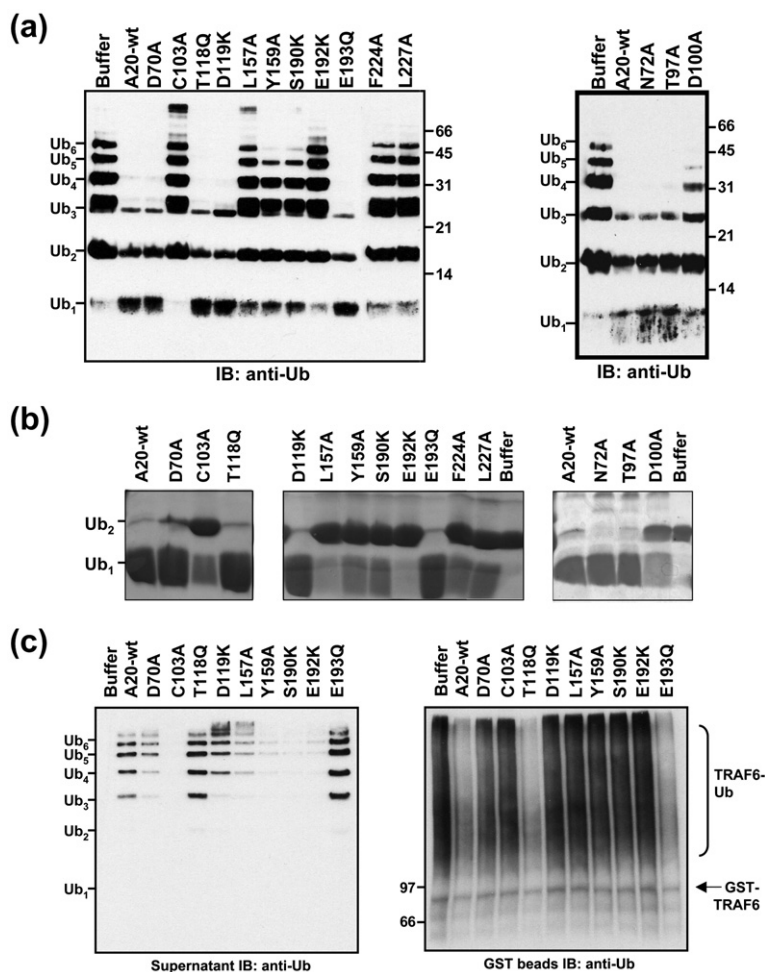 (a)
Buffer A20-wt D70A C103A T118Q D119K L157A Y159A S190K E192K E193Q F224A L227A
Ub6
Ub5
Ub4
Ub3
Ub2
Ub1
66
45
31
21
14
IB: anti-Ub
Buffer A20-wt N72A T97A D100A
Ub6
Ub5
Ub4
Ub3
Ub2
Ub1
66
45
31
21
14
IB: anti-Ub
(b)
A20-wt D70A C103A T118Q
Ub2
Ub1
D119K L157A Y159A S190K E192K E193Q F224A L227A Buffer
A20-wt N72A T97A D100A Buffer
(c)
Buffer A20-wt D70A C103A T118Q D119K L157A Y159A S190K E192K E193Q
Ub6
Ub5
Ub4
Ub3
Ub2
Ub1
Supernatant IB: anti-Ub
Buffer A20-wt D70A C103A T118Q D119K L157A Y159A S190K E192K E193Q
97
66
TRAF6-
Ub
GST-
TRAF6
GST beads IB: anti-Ub